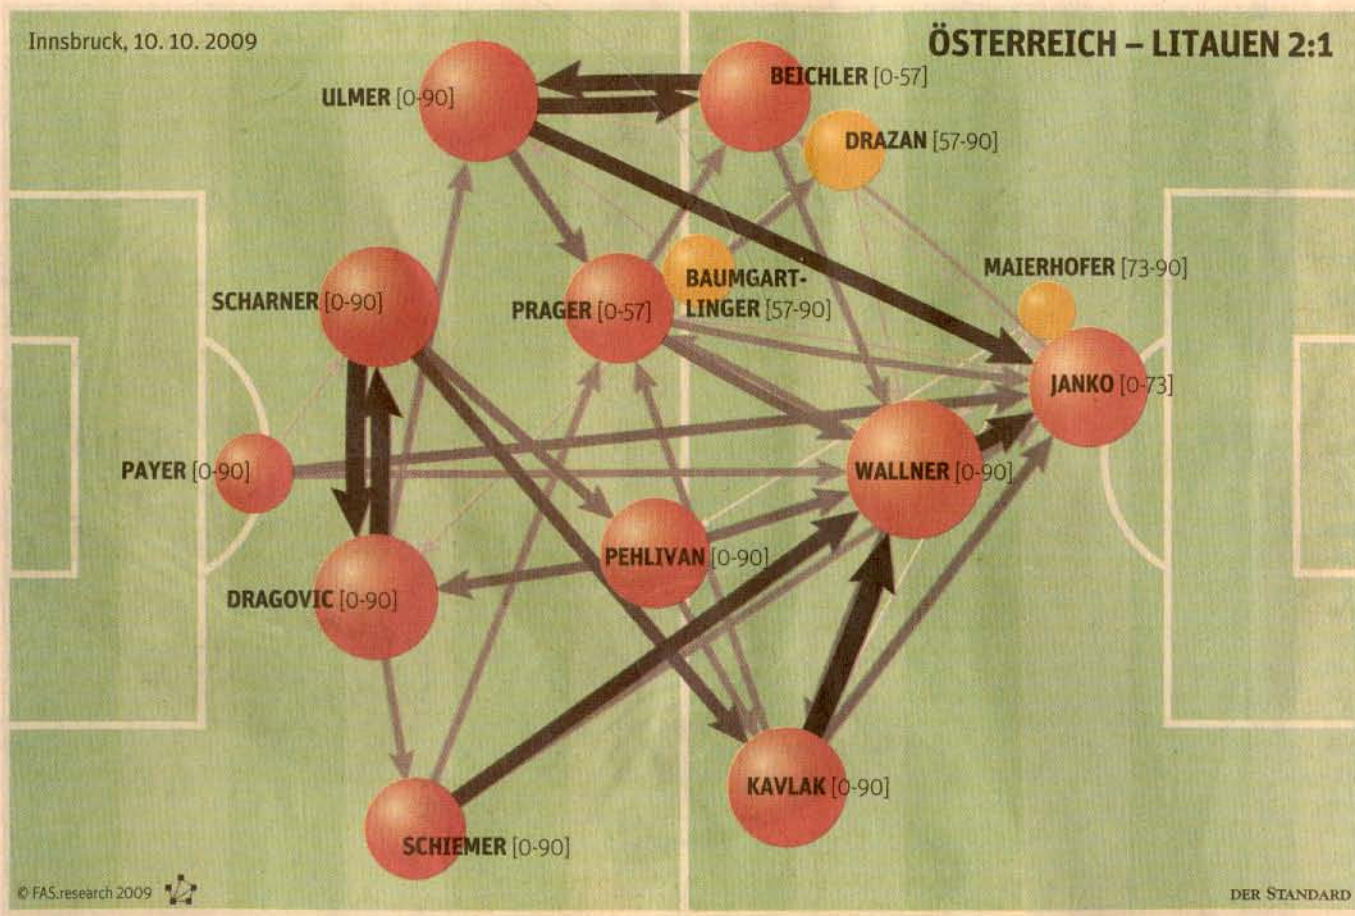 Innsbruck, 10. 10. 2009
ÖSTERREICH – LITAUEN 2:1
BEICHLER [0-57]
ULMER [0-90]
DRAZAN [57-90]
MAIERHOFER [73-90]
BAUMGART-
LINGER [57-90]
SCHARNER [0-90]
PRAGER [0-57]
JANKO [0-73]
PAYER [0-90]
WALLNER [0-90]
PEHLIVAN [0-90]
DRAGOVIC [0-90]
KAVLAK [0-90]
SCHIEMER [0-90]
© FAS.research 2009
DER STANDARD